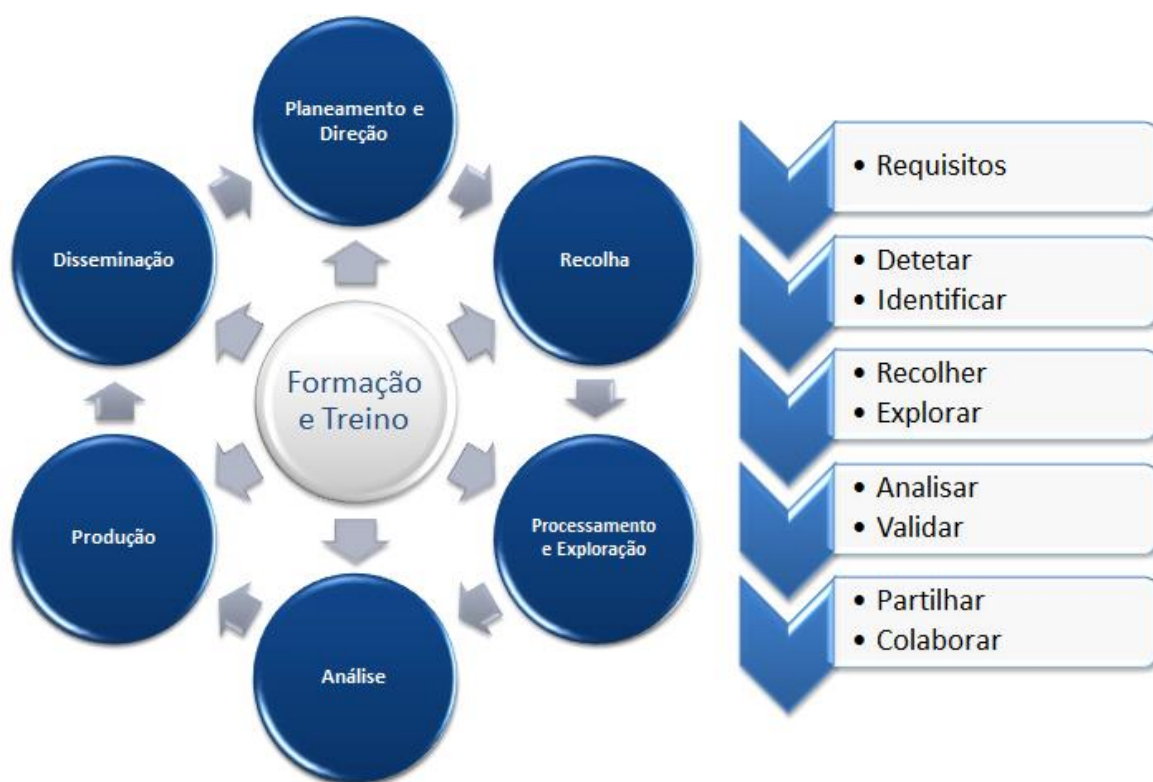 Planeamento e
Direção
Recolha
Processamento
e Exploração
Análise
Produção
Disseminação
Formação
e Treino
• Requisitos
• Detetar
• Identificar
• Recolher
• Explorar
• Analisar
• Validar
• Partilhar
• Colaborar